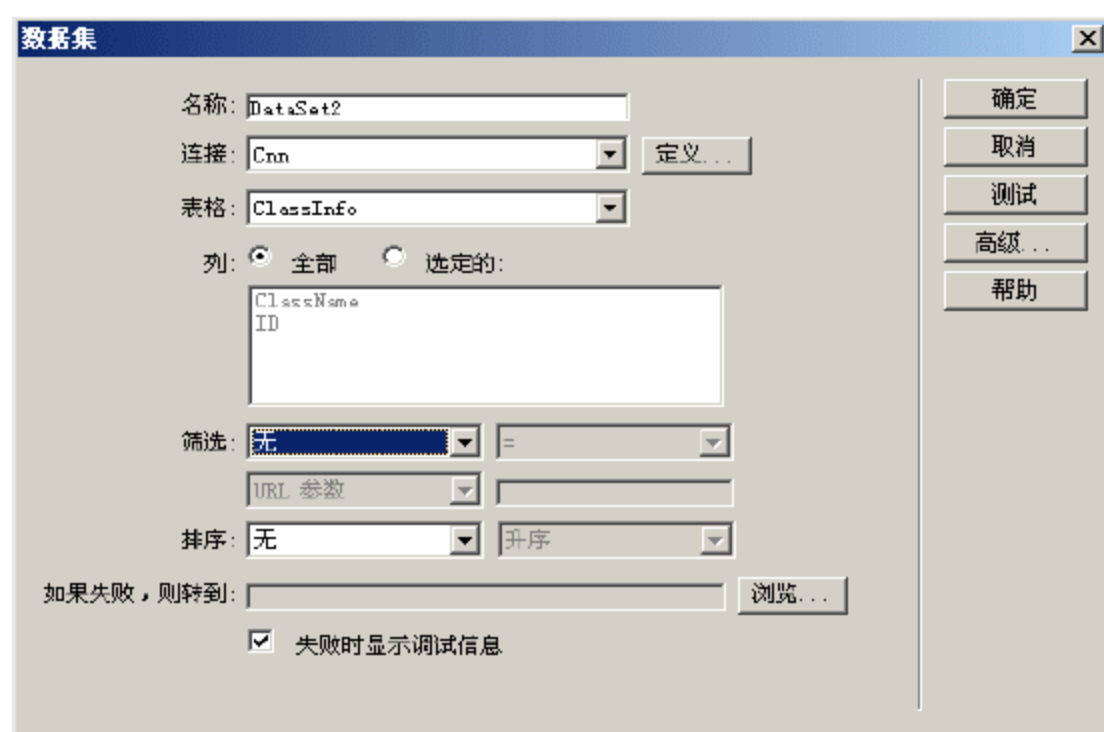 数据集
名称: DataSet2
连接: Cnn 定义...
表格: ClassInfo
列: 全部 选定的:
ClassName
ID
筛选: 无 =
URL 参数
排序: 无 升序
如果失败，则转到: 浏览...
失败时显示调试信息
确定
取消
测试
高级...
帮助